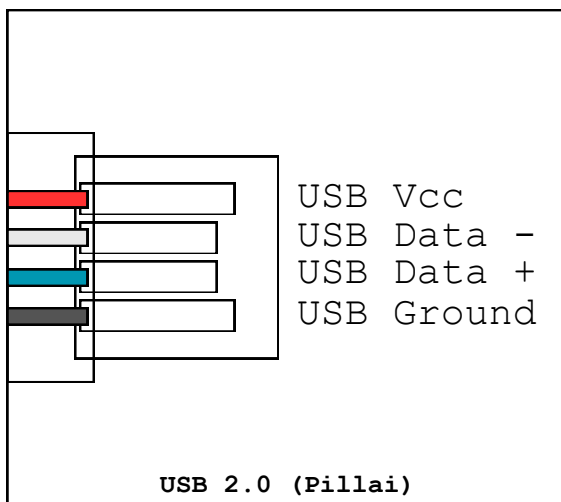 USB Vcc
USB Data -
USB Data +
USB Ground
USB 2.0 (Pillai)